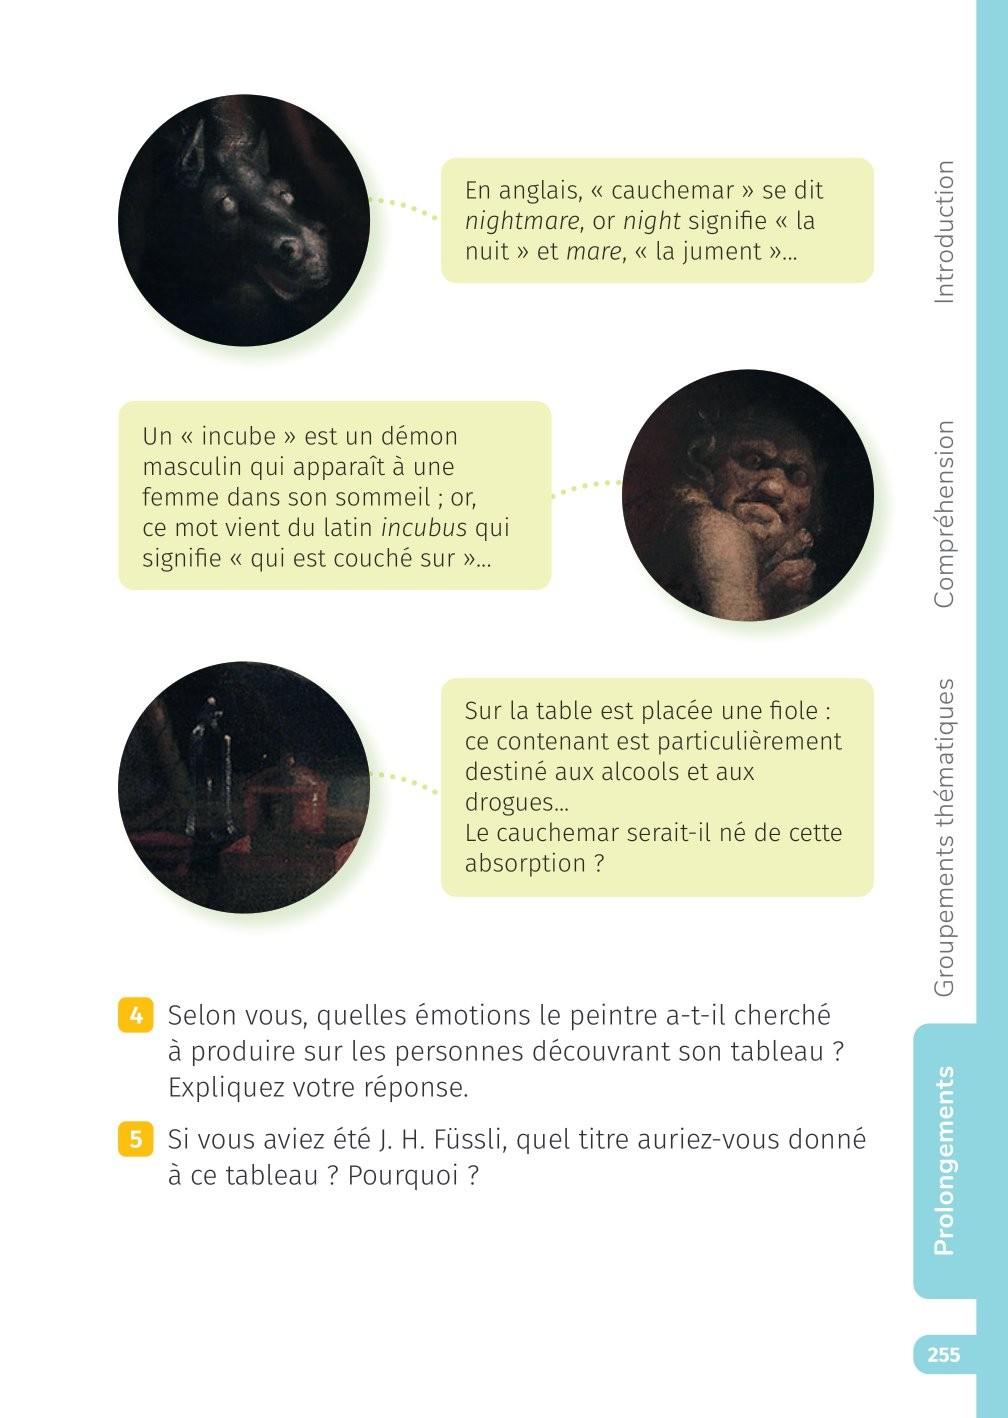 En anglais, « cauchemar » se dit
nightmare, or night signifie « la
nuit » et mare, « la jument »...
Un « incube » est un démon
masculin qui apparaît à une
femme dans son sommeil ; or,
ce mot vient du latin incubus qui
signifie « qui est couché sur »...
Sur la table est placée une fiole :
ce contenant est particulièrement
destiné aux alcools et aux
drogues...
Le cauchemar serait-il né de cette
absorption ?
4 Selon vous, quelles émotions le peintre a-t-il cherché
à produire sur les personnes découvrant son tableau ?
Expliquez votre réponse.
5 Si vous aviez été J. H. Füssli, quel titre auriez-vous donné
à ce tableau ? Pourquoi ?
Introduction
Compréhension
Groupements thématiques
Prolongements
255